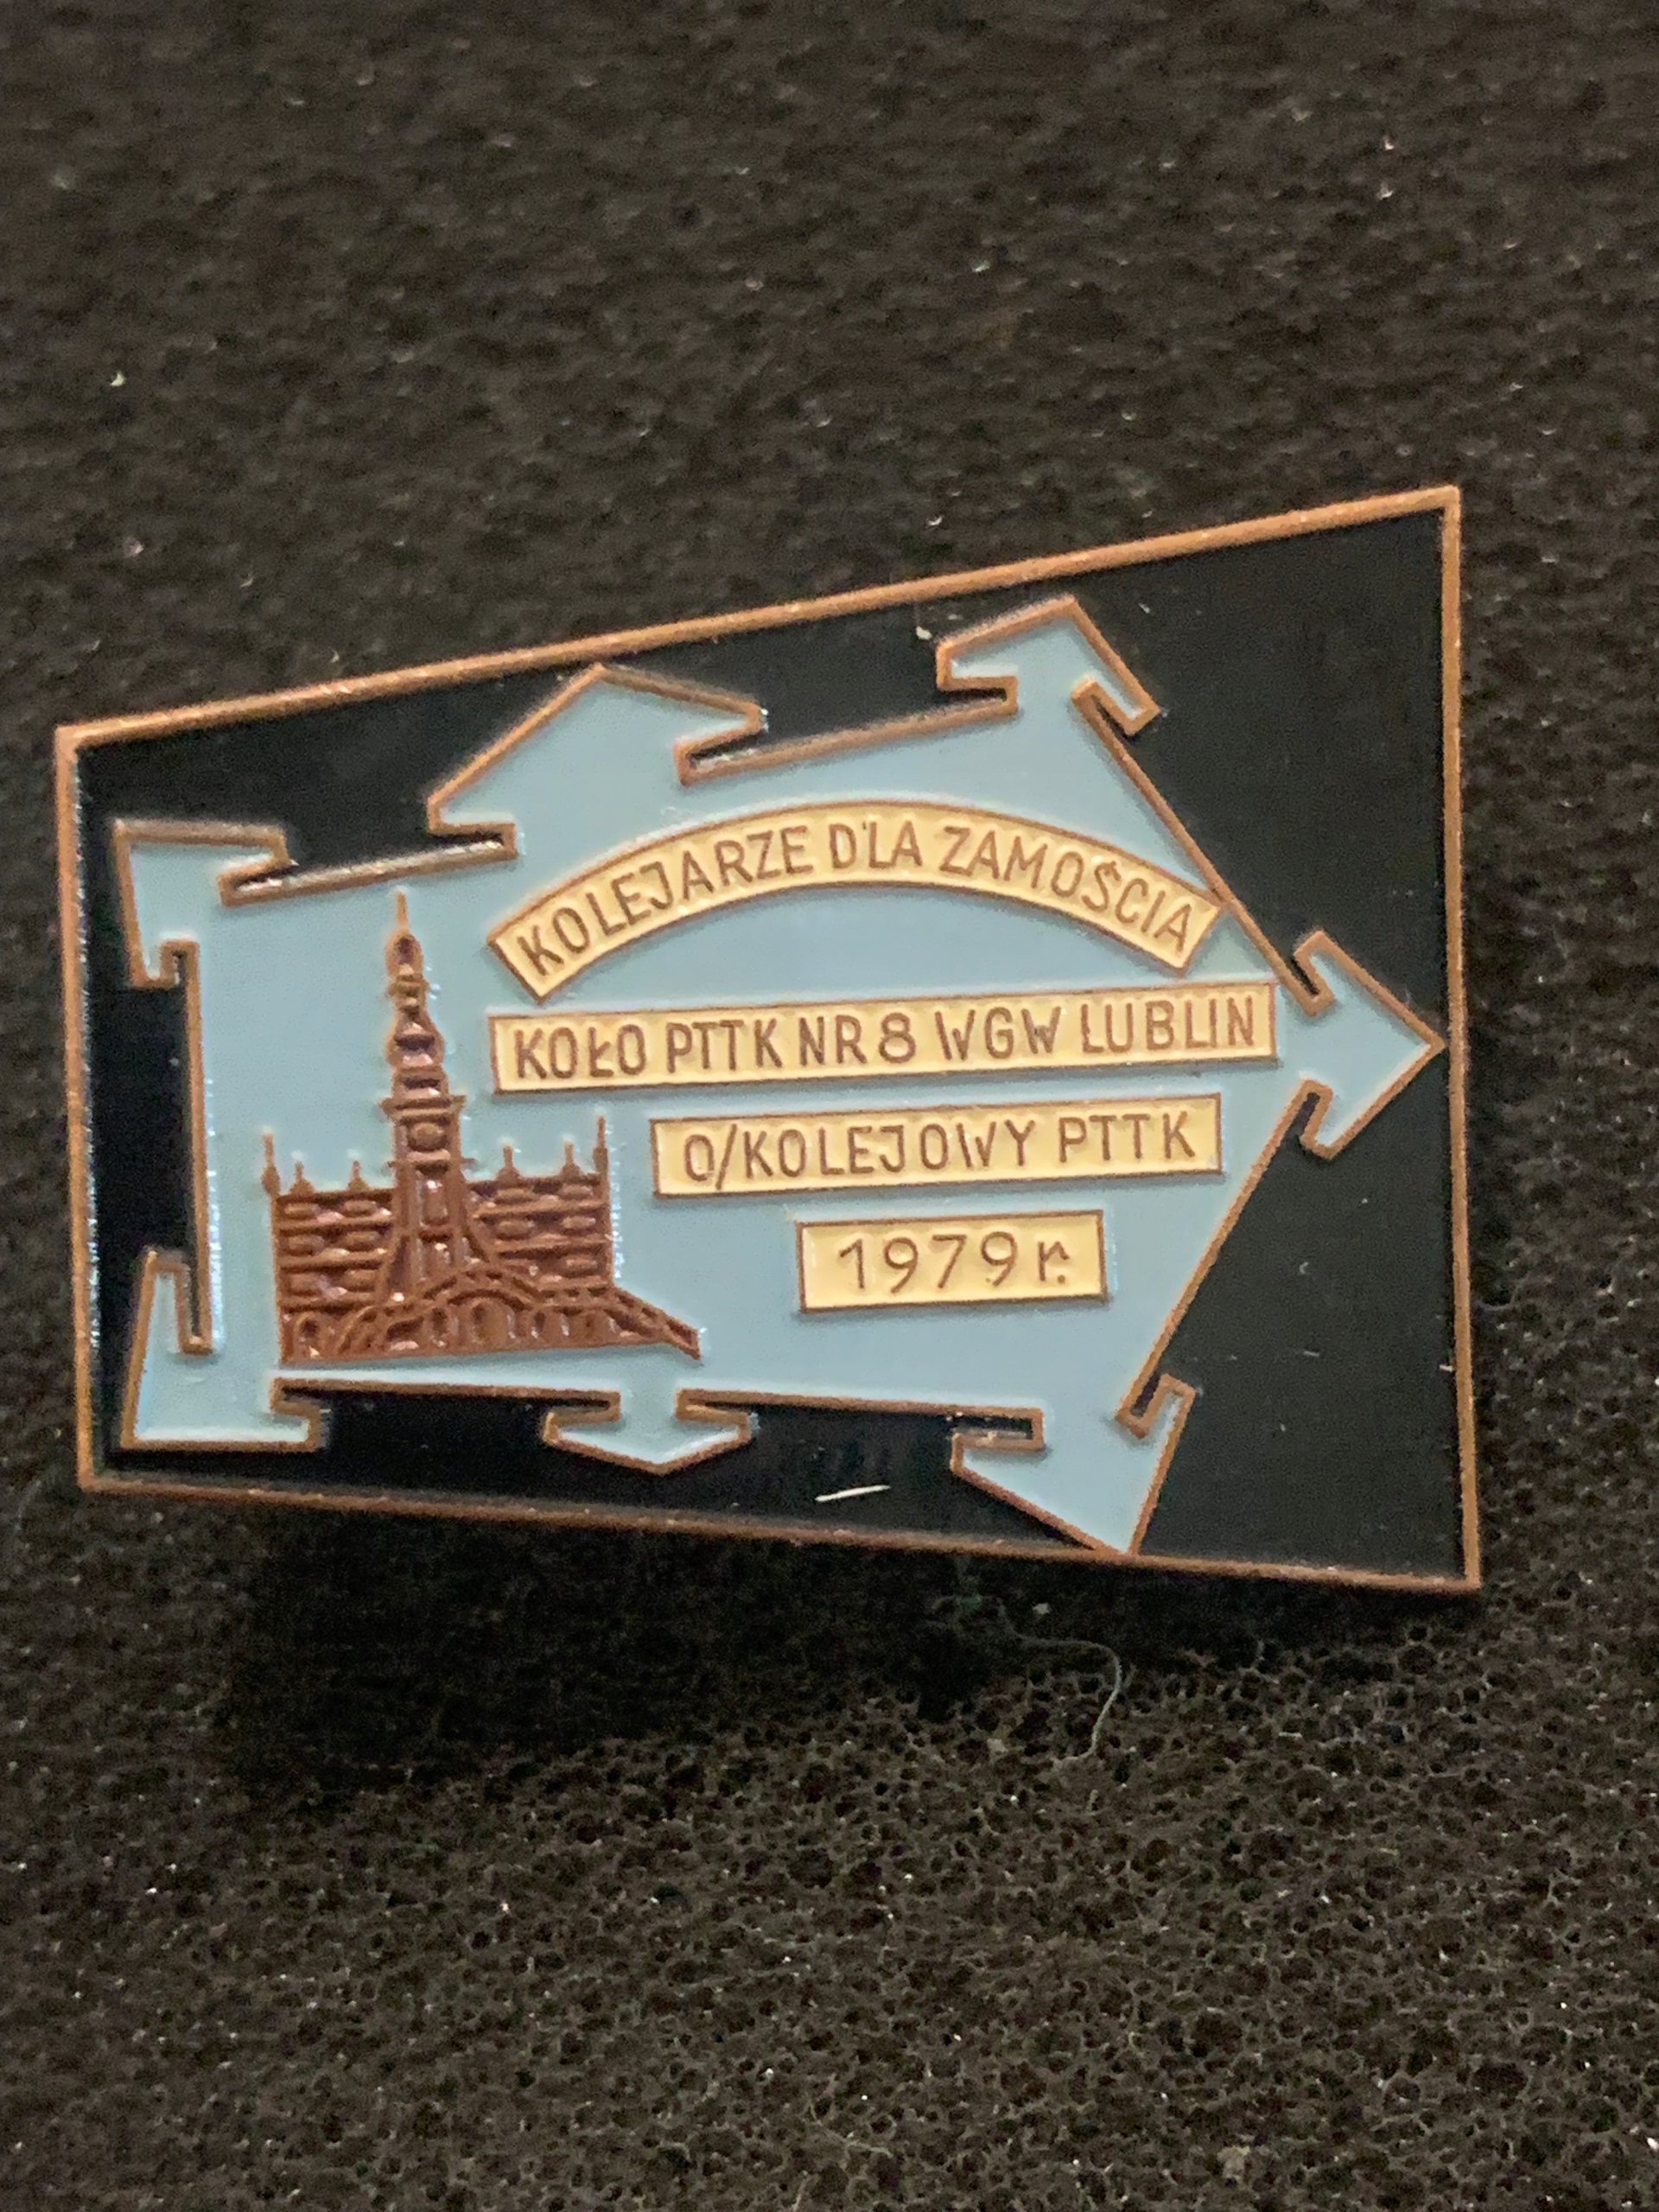 KOLEJARZE DLA ZAMOŚCIA
KOŁO PTTK NR 8 WGW LUBLIN
O/KOLEJOWY PTTK
1979 r.